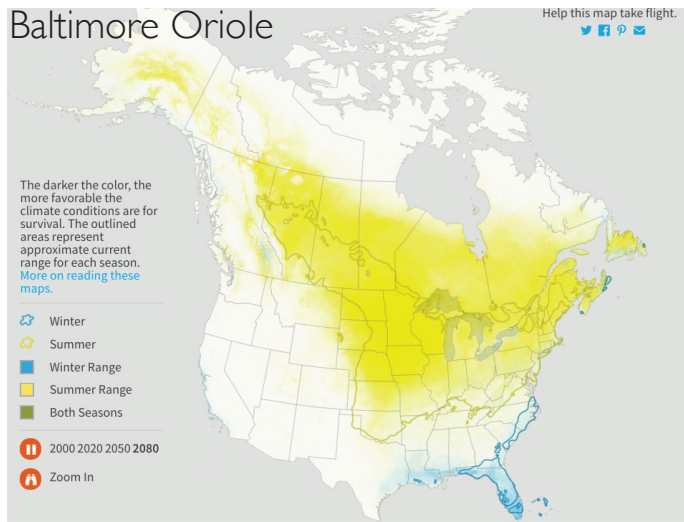 Baltimore Oriole
Help this map take flight.
The darker the color, the
more favorable the
climate conditions are for
survival. The outlined
areas represent
approximate current
range for each season.
More on reading these
maps.
Winter
Summer
Winter Range
Summer Range
Both Seasons
2000 2020 2050 2080
Zoom In